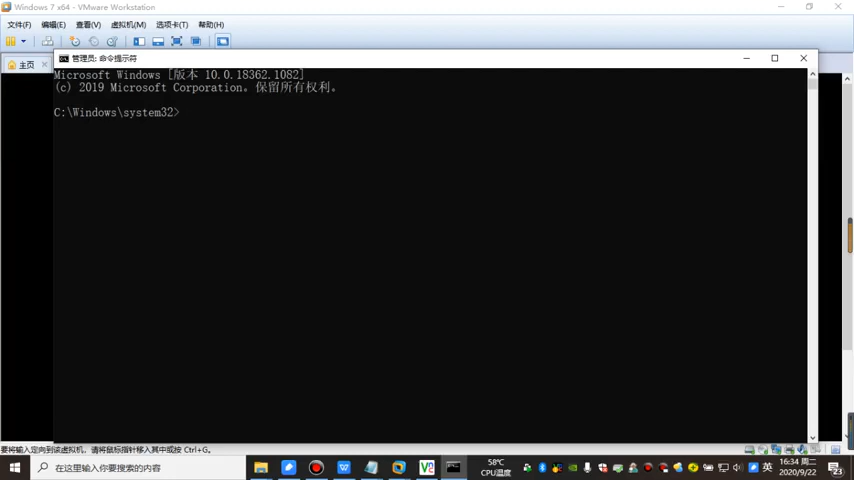 Windows 7 x64 - VMware Workstation
文件(F) 编辑(E) 查看(V) 虚拟机(M) 选项卡(T) 帮助(H)
主页
管理员: 命令提示符
Microsoft Windows [版本 10.0.18362.1082]
(c) 2019 Microsoft Corporation。保留所有权利。
C:\Windows\system32>
要将输入定向到该虚拟机，请将鼠标指针移入其中或按 Ctrl+G。
在这里输入你要搜索的内容
58℃
CPU温度
英
16:34 周二
2020/9/22
23